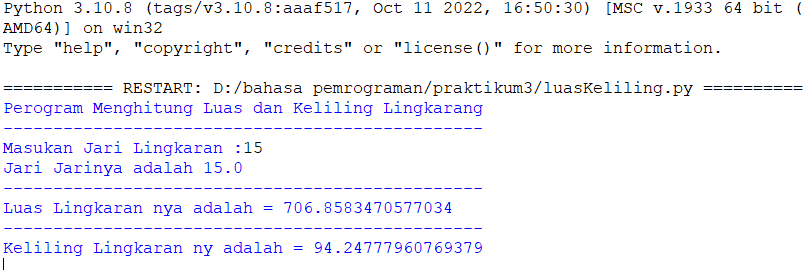 Python 3.10.8 (tags/v3.10.8:aaaf517, Oct 11 2022, 16:50:30) [MSC v.1933 64 bit (
AMD64)] on win32
Type "help", "copyright", "credits" or "license()" for more information.
=========== RESTART: D:/bahasa pemrograman/praktikum3/luasKeliling.py ==========
Perogram Menghitung Luas dan Keliling Lingkarang
------------------------------------------------
Masukan Jari Lingkaran :15
Jari Jarinya adalah 15.0
------------------------------------------------
Luas Lingkaran nya adalah = 706.8583470577034
------------------------------------------------
Keliling Lingkaran ny adalah = 94.24777960769379